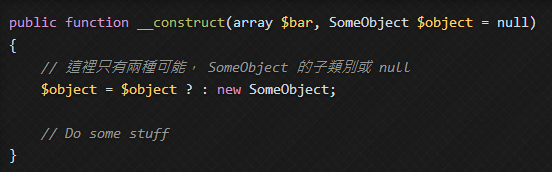 public function __construct(array $bar, SomeObject $object = null)
{
// 這裡只有兩種可能， SomeObject 的子類別或 null
$object = $object ? : new SomeObject;
// Do some stuff
}